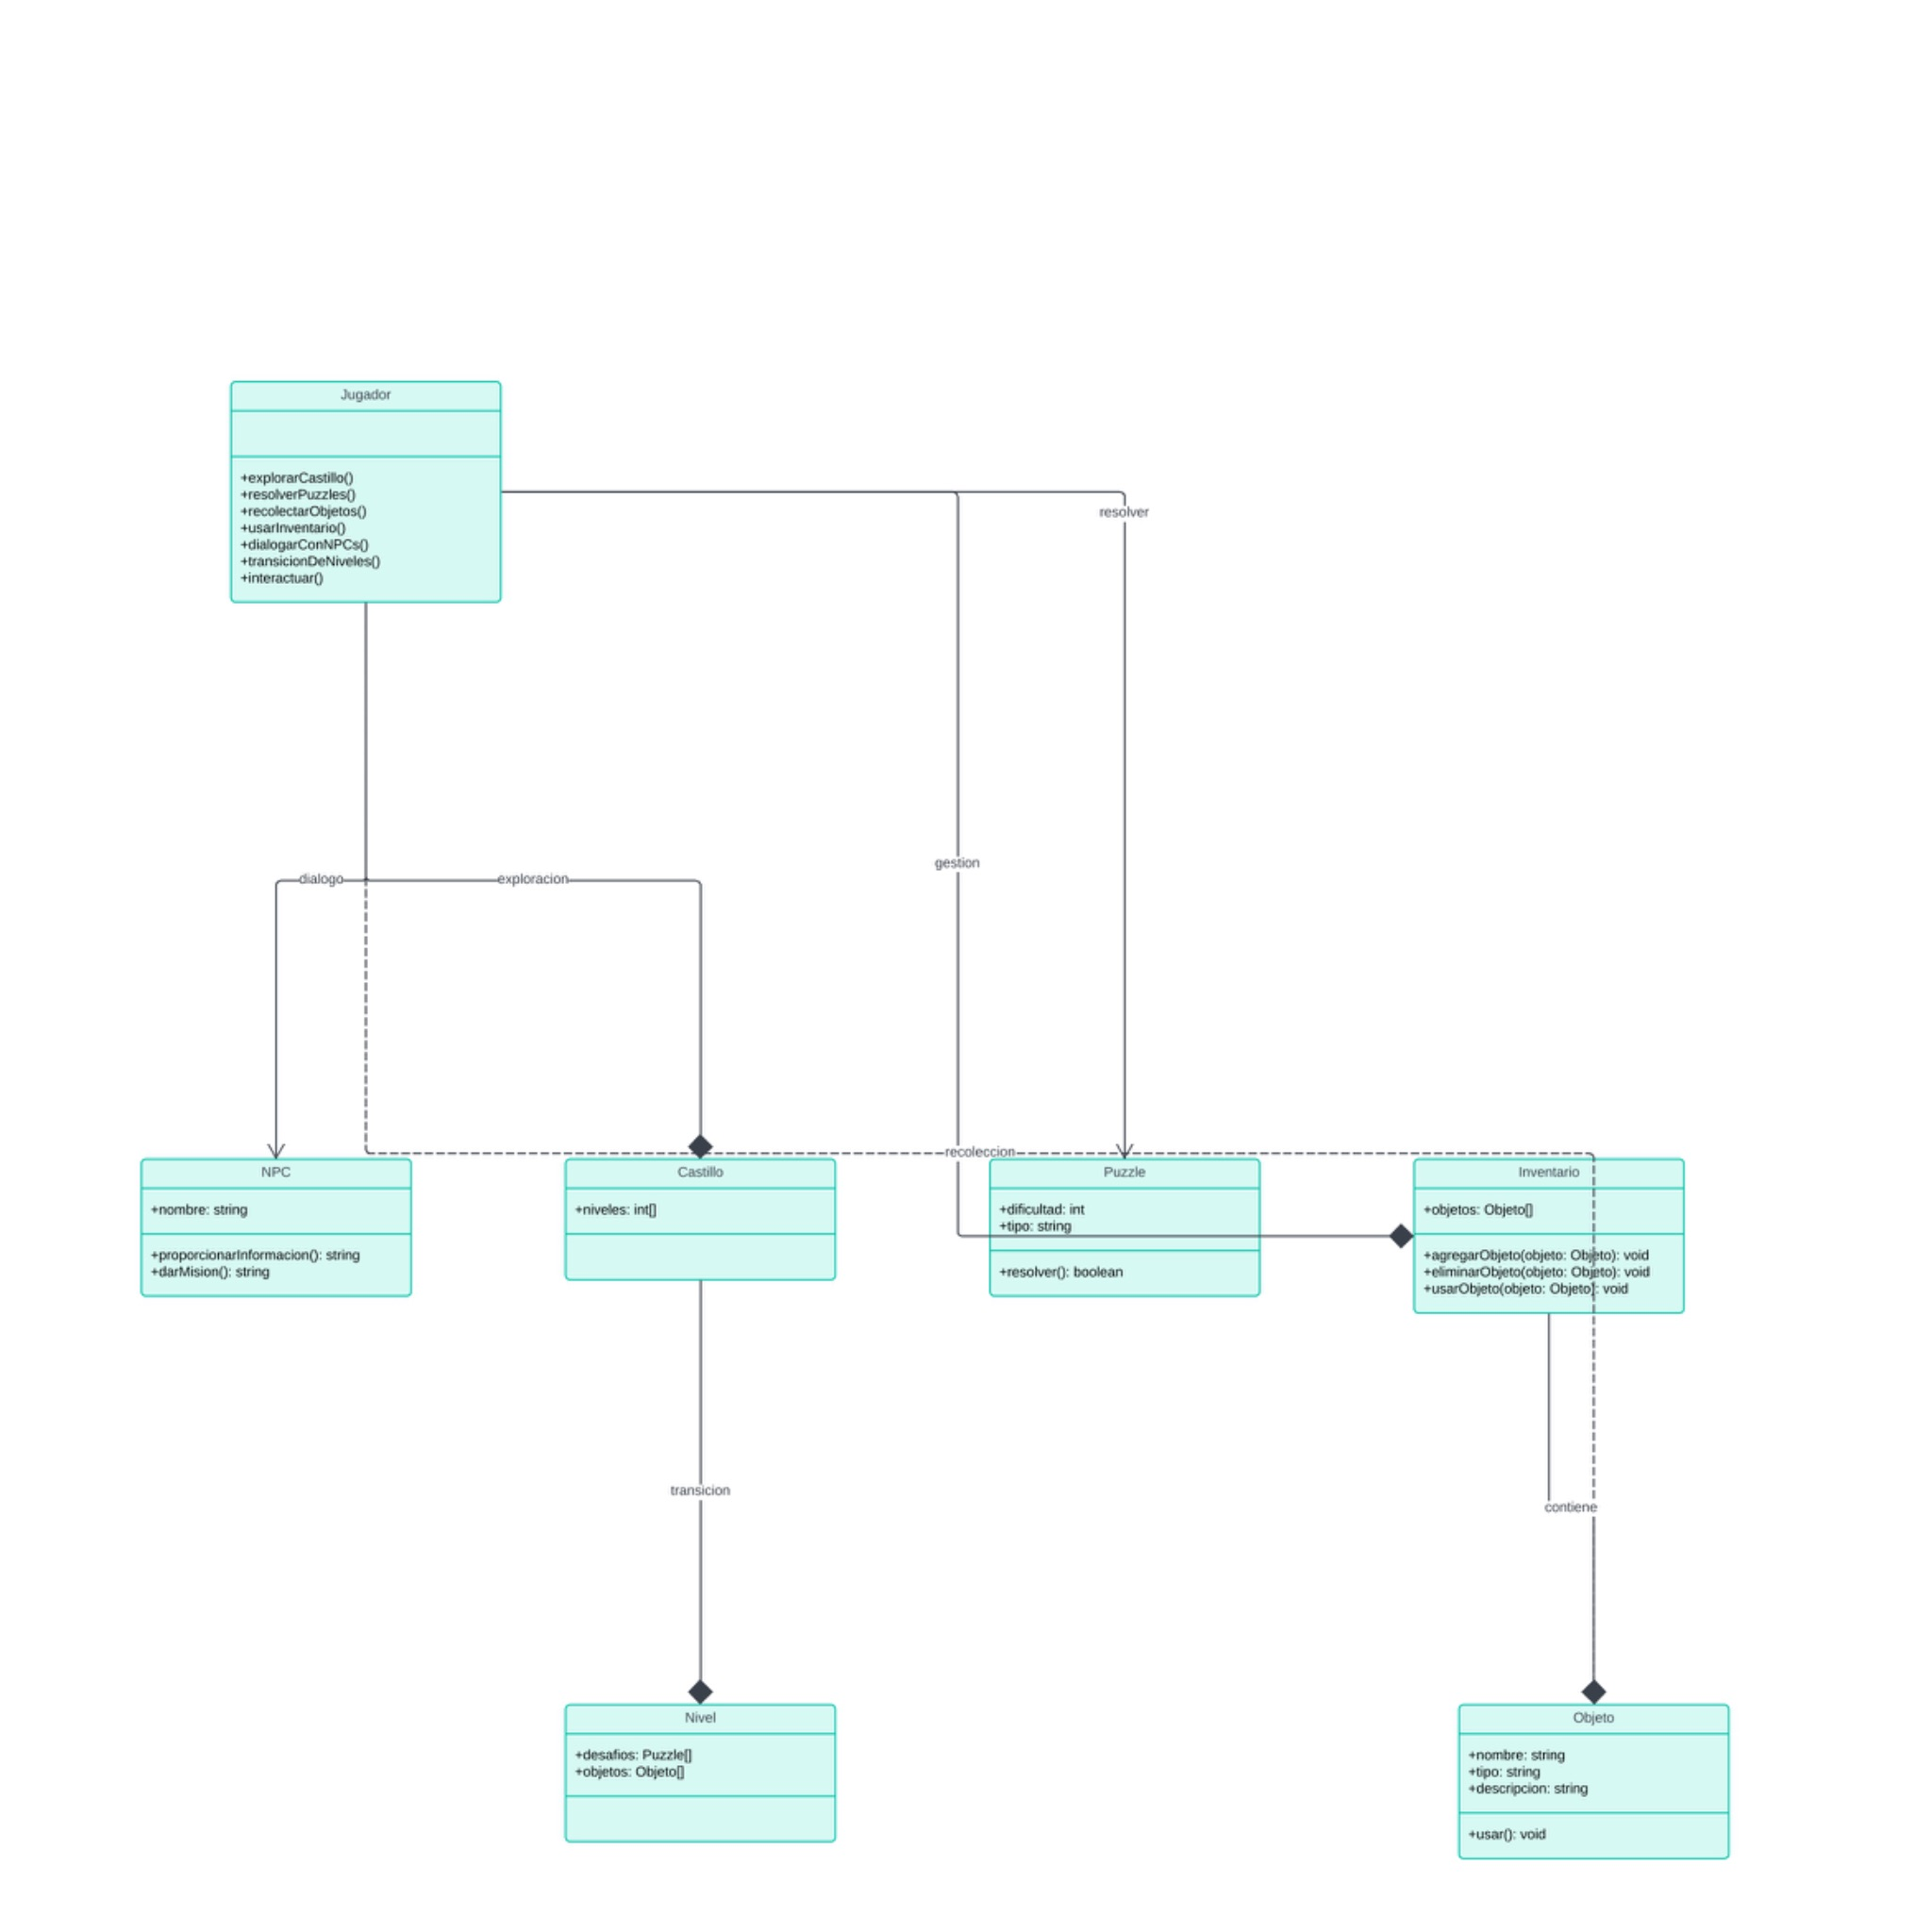 Jugador
+explorarCastillo()
+resolverPuzzles()
+recolectarObjetos()
+usarInventario()
+dialogarConNPCs()
+transicionDeNiveles()
+interactuar()
resolver
gestion
dialogo
exploracion
recoleccion
NPC
+nombre: string
+proporcionarInformacion(): string
+darMision(): string
Castillo
+niveles: int[]
Puzzle
+dificultad: int
+tipo: string
+resolver(): boolean
Inventario
+objetos: Objeto[]
+agregarObjeto(objeto: Objeto): void
+eliminarObjeto(objeto: Objeto): void
+usarObjeto(objeto: Objeto): void
transicion
contiene
Nivel
+desafios: Puzzle[]
+objetos: Objeto[]
Objeto
+nombre: string
+tipo: string
+descripcion: string
+usar(): void